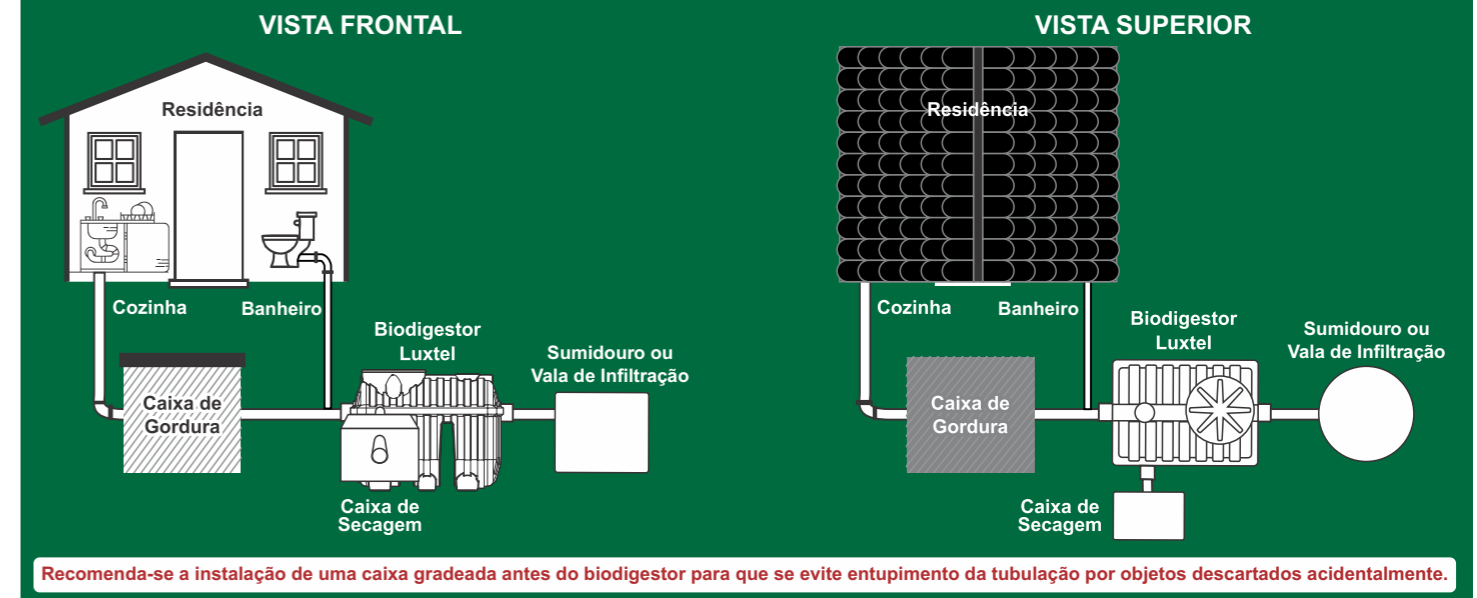 VISTA FRONTAL
Residência
Cozinha
Banheiro
Biodigestor
Luxtel
Sumidouro ou
Vala de Infiltração
Caixa de
Gordura
Caixa de
Secagem
VISTA SUPERIOR
Residência
Cozinha
Banheiro
Biodigestor
Luxtel
Sumidouro ou
Vala de Infiltração
Caixa de
Gordura
Caixa de
Secagem
Recomenda-se a instalação de uma caixa gradeada antes do biodigestor para que se evite entupimento da tubulação por objetos descartados acidentalmente.